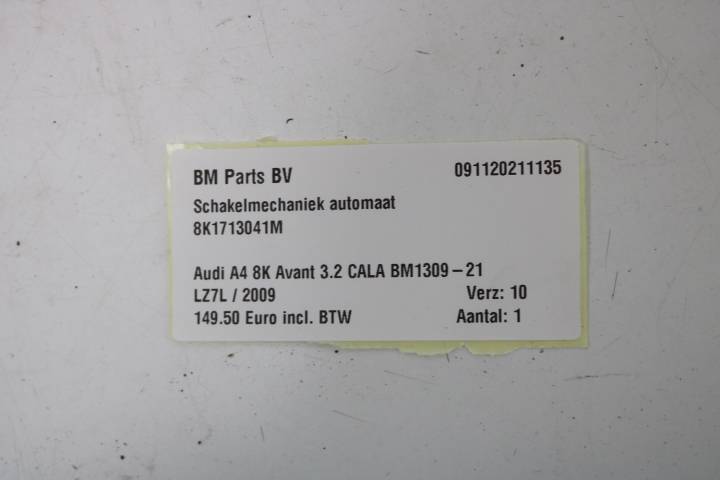 BM Parts BV 091120211135
Schakelmechaniek automaat
8K1713041M
Audi A4 8K Avant 3.2 CALA BM1309-21
LZ7L / 2009 Verz: 10
149.50 Euro incl. BTW Aantal: 1